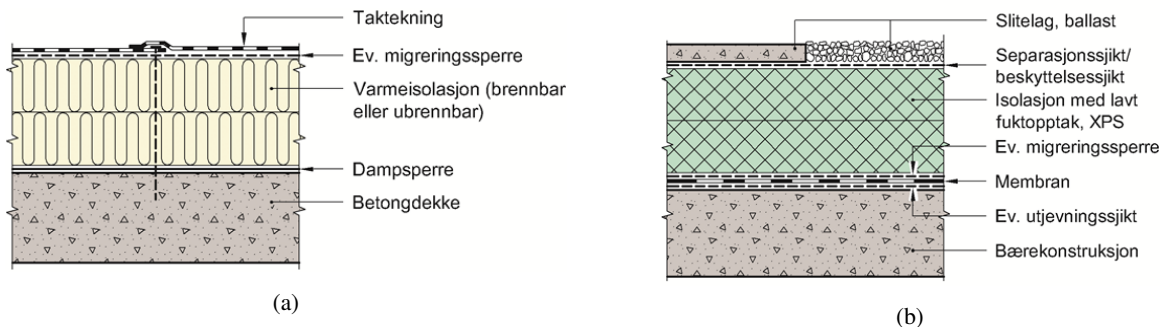 Taktekning
Ev. migreringssperre
Varmeisolasjon (brennbar
eller ubrennbar)
Dampsperre
Betongdekke
(a)
Slitelag, ballast
Separasjonssjikt/
beskyttelsessjikt
Isolasjon med lavt
fuktopptak, XPS
Ev. migreringssperre
Membran
Ev. utjevningssjikt
Bærekonstruksjon
(b)